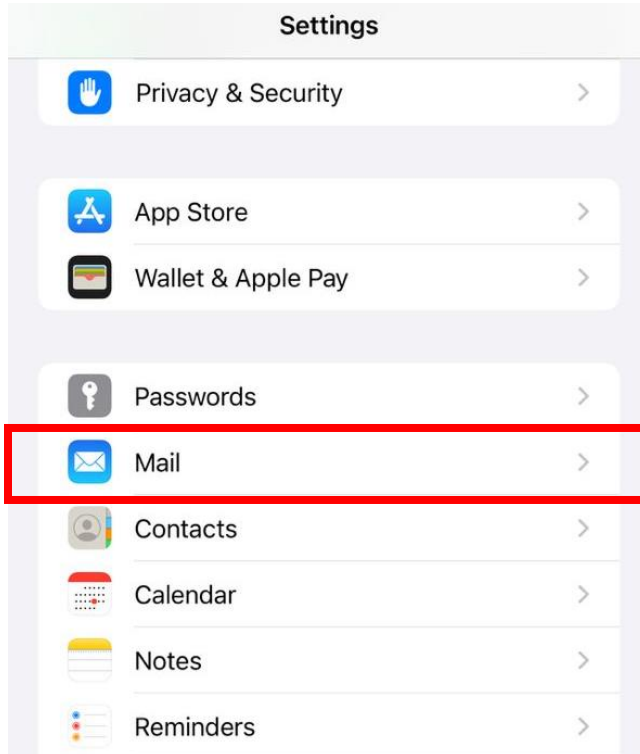 Settings
Privacy & Security
App Store
Wallet & Apple Pay
Passwords
Mail
Contacts
Calendar
Notes
Reminders